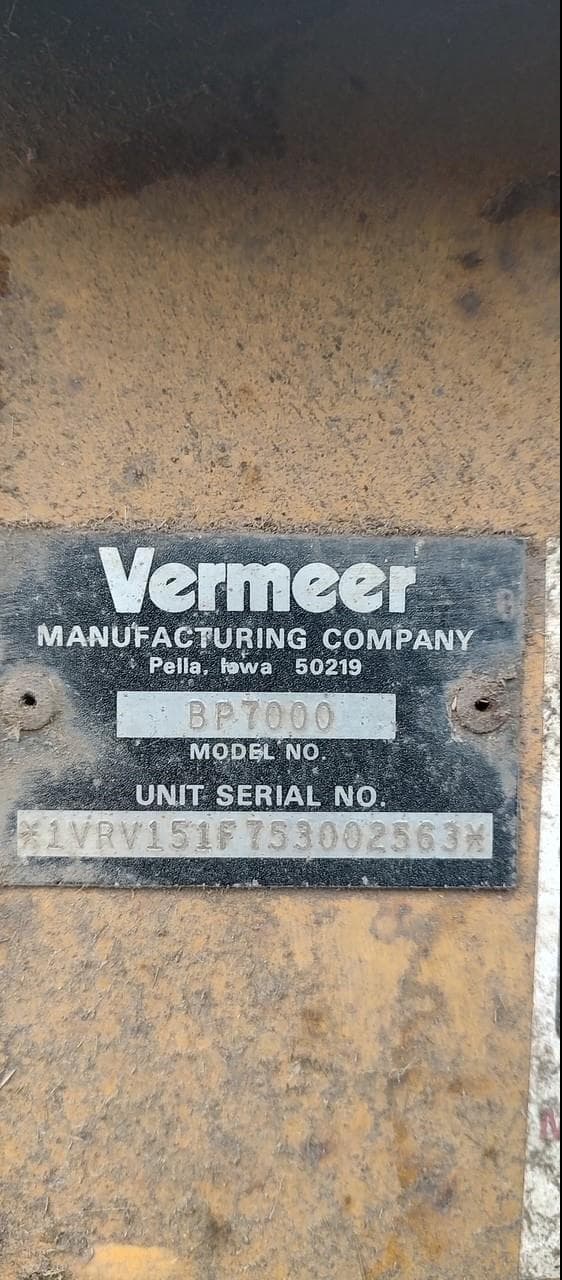 Vermeer
MANUFACTURING COMPANY
Pella, Iowa 50219
BP7000
MODEL NO.
UNIT SERIAL NO.
*1VRV151F753002563*